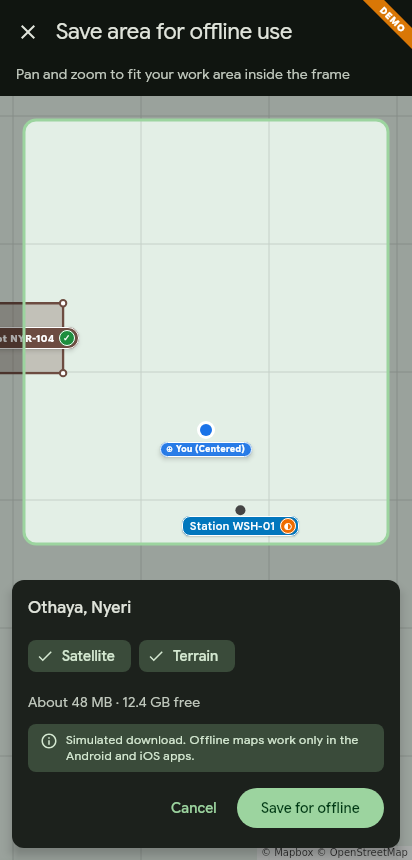 Save area for offline use
DEMO
Pan and zoom to fit your work area inside the frame
NYR-104
You (Centered)
Station WSH-01
Othaya, Nyeri
Satellite
Terrain
About 48 MB · 12.4 GB free
Simulated download. Offline maps work only in the
Android and iOS apps.
Cancel
Save for offline
© Mapbox © OpenStreetMap